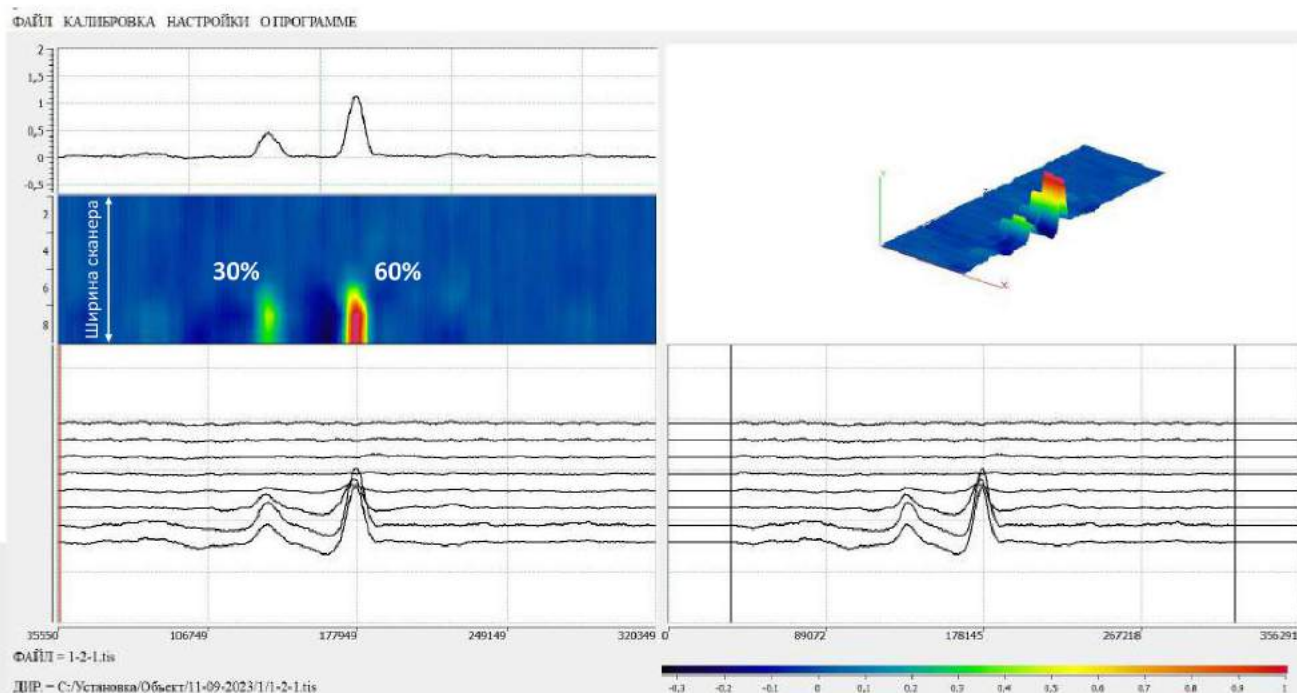 ФАЙЛ КАЛИБРОВКА НАСТРОЙКИ О ПРОГРАММЕ
2
1,5
1
0,5
0
-0,5
2
4
6
8
Ширина сканера
30%
60%
Y
X
35550 106749 177949 249149 320349
0 89072 178145 267218 356291
ФАЙЛ = 1-2-1.tis
ДИР. = C:/Установка/Объект/11-09-2023/1/1-2-1.tis
-0.3 -0.2 -0.1 0 0.1 0.2 0.3 0.4 0.5 0.6 0.7 0.8 0.9 1